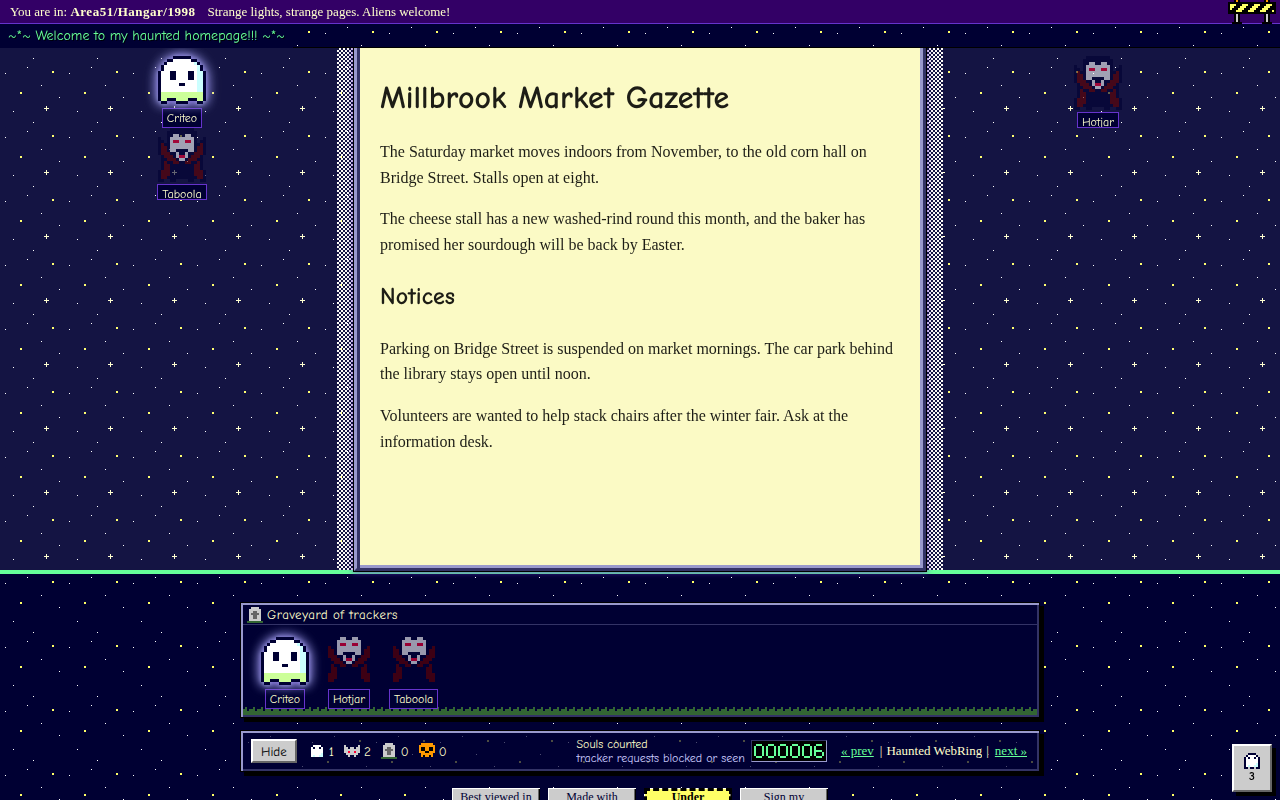 You are in: Area51/Hangar/1998 Strange lights, strange pages. Aliens welcome!
~*~ Welcome to my haunted homepage!!! ~*~
Criteo
Taboola
Hotjar
Millbrook Market Gazette
The Saturday market moves indoors from November, to the old corn hall on
Bridge Street. Stalls open at eight.
The cheese stall has a new washed-rind round this month, and the baker has
promised her sourdough will be back by Easter.
Notices
Parking on Bridge Street is suspended on market mornings. The car park behind
the library stays open until noon.
Volunteers are wanted to help stack chairs after the winter fair. Ask at the
information desk.
Graveyard of trackers
Criteo Hotjar Taboola
Hide 1 2 0 0
Souls counted
tracker requests blocked or seen
000006
« prev | Haunted WebRing | next »
3
Best viewed in Made with Under Sign my